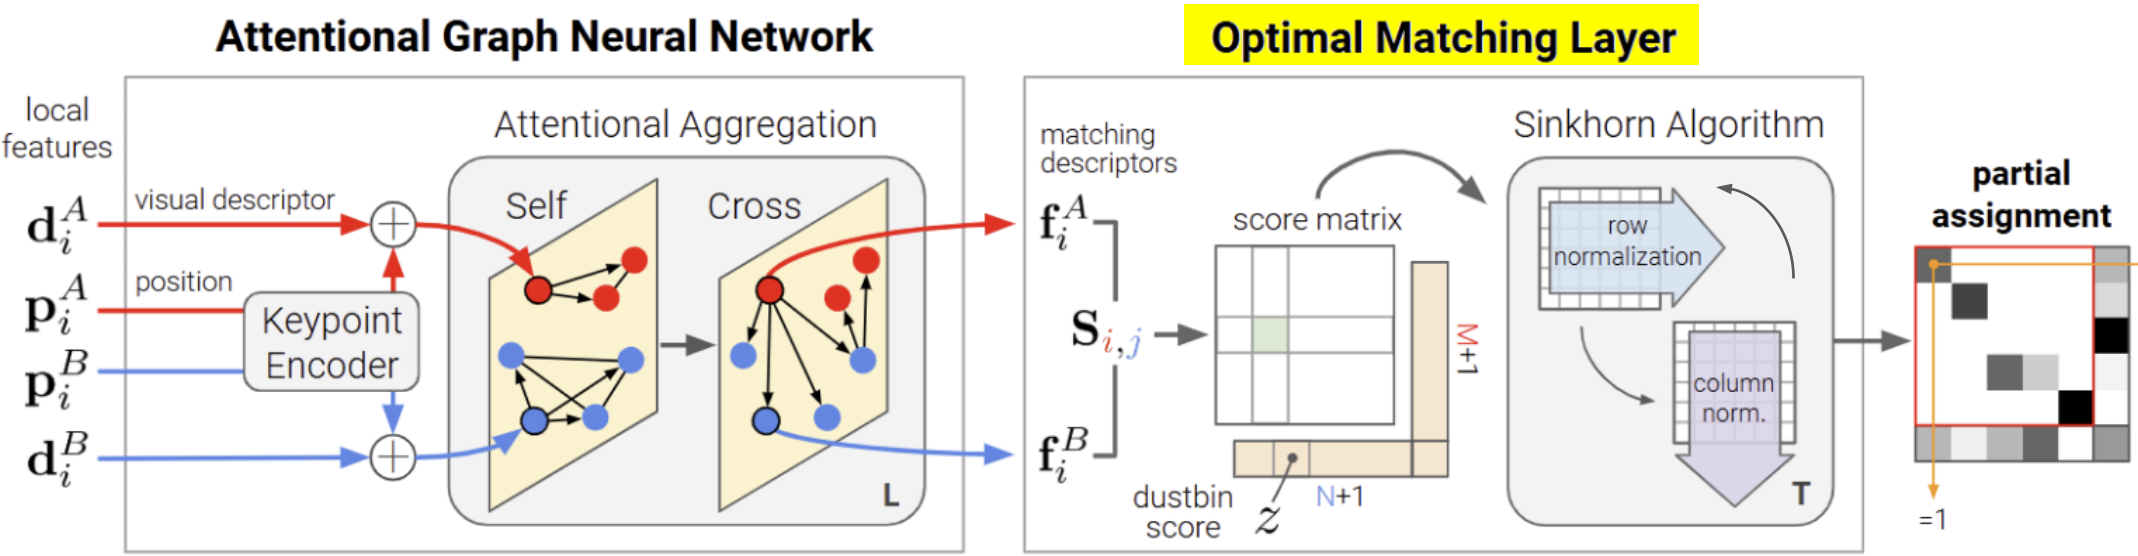 Attentional Graph Neural Network
Optimal Matching Layer
local
features
visual descriptor
position
d_i^A
p_i^A
p_i^B
d_i^B
+
+
Keypoint
Encoder
Attentional Aggregation
Self
Cross
L
matching
descriptors
f_i^A
S_{i,j}
f_i^B
score matrix
M+1
N+1
dustbin
score
z
Sinkhorn Algorithm
row
normalization
column
norm.
T
partial
assignment
=1